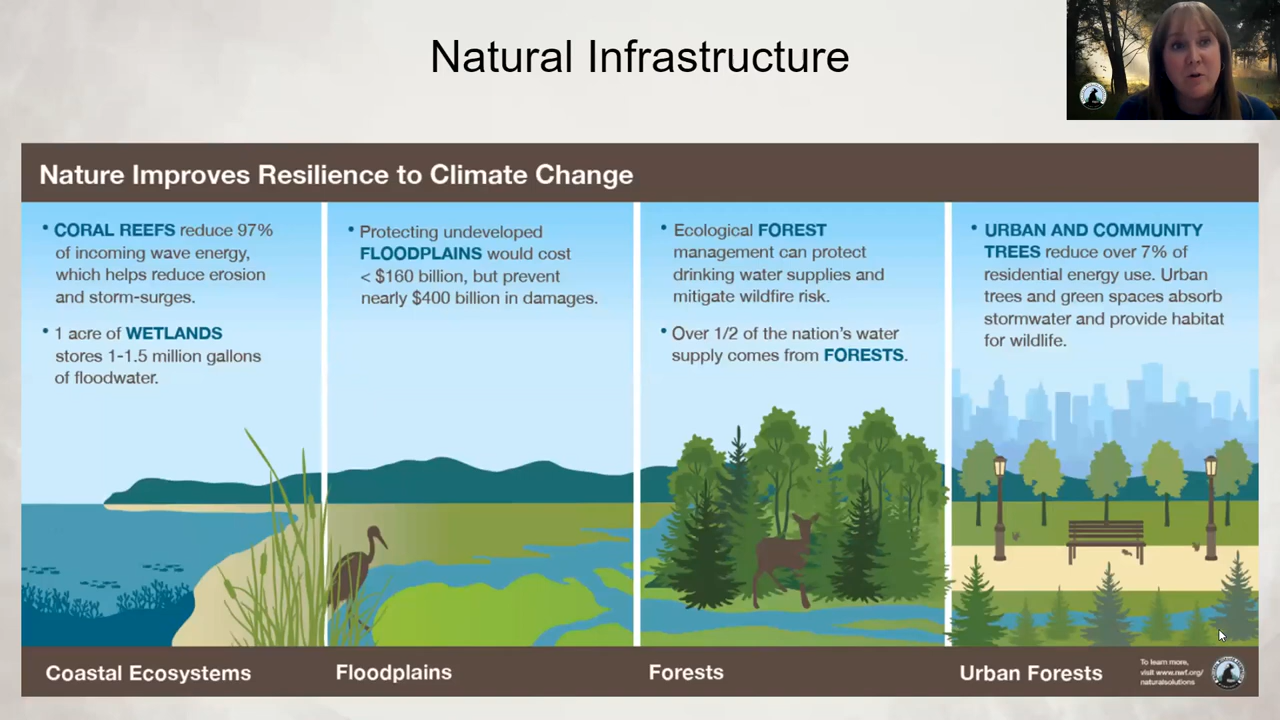 Natural Infrastructure
Nature Improves Resilience to Climate Change
• CORAL REEFS reduce 97%
of incoming wave energy,
which helps reduce erosion
and storm-surges.
• 1 acre of WETLANDS
stores 1-1.5 million gallons
of floodwater.
• Protecting undeveloped
FLOODPLAINS would cost
< $160 billion, but prevent
nearly $400 billion in damages.
• Ecological FOREST
management can protect
drinking water supplies and
mitigate wildfire risk.
• Over 1/2 of the nation's water
supply comes from FORESTS.
• URBAN AND COMMUNITY
TREES reduce over 7% of
residential energy use. Urban
trees and green spaces absorb
stormwater and provide habitat
for wildlife.
Coastal Ecosystems
Floodplains
Forests
Urban Forests
To learn more,
visit www.nwf.org/
naturalsolutions